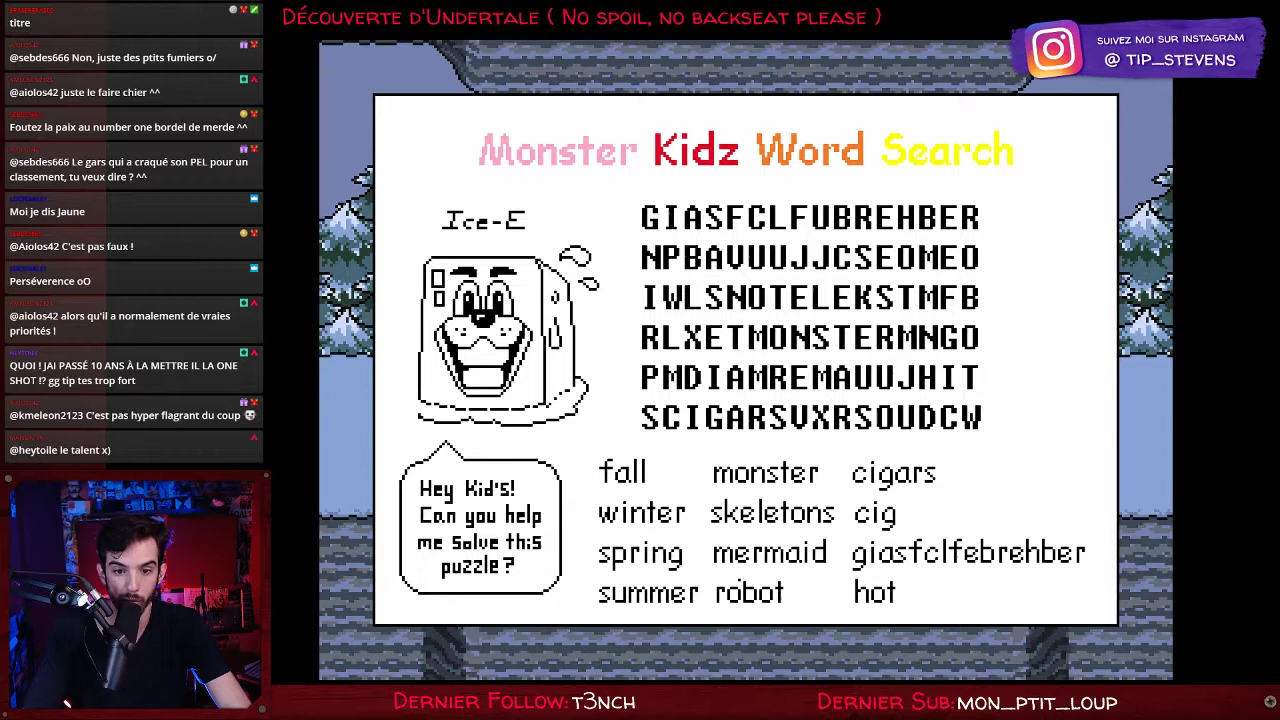 titre
@sebdes666 Non, juste des ptits fumiers o/
@aiolos42 juste le faire chier ^^
Foutez la paix au number one bordel de merde ^^
@sebdes666 Le gars qui a craqué son PEL pour un
classement, tu veux dire ? ^^
Moi je dis Jaune
@Aiolos42 C'est pas faux !
Perséverence oO
@aiolos42 alors qu'il a normalement de vraies
priorités !
QUOI ! JAI PASSÉ 10 ANS À LA METTRE IL LA ONE
SHOT !? gg tip tes trop fort
@kmeleon2123 C'est pas hyper flagrant du coup
@heytoile le talent x)
Découverte d'Undertale ( No spoil, no backseat please )
SUIVEZ MOI SUR INSTAGRAM
@ TIP_STEVENS
Monster Kidz Word Search
Ice-E
GIASFCLFUBREHBER
NPBAVUUJJCSEOMEO
IWLSNOTELEKSTMFB
RLXETMONSTERMNGO
PMDIAMREMAUUJHIT
SCIGARSVXRSOUDCW
Hey Kid's!
Can you help
me solve this
puzzle?
fall monster cigars
winter skeletons cig
spring mermaid giasfclfebrehber
summer robot hot
Dernier Follow: t3nch
Dernier Sub: mon_ptit_loup